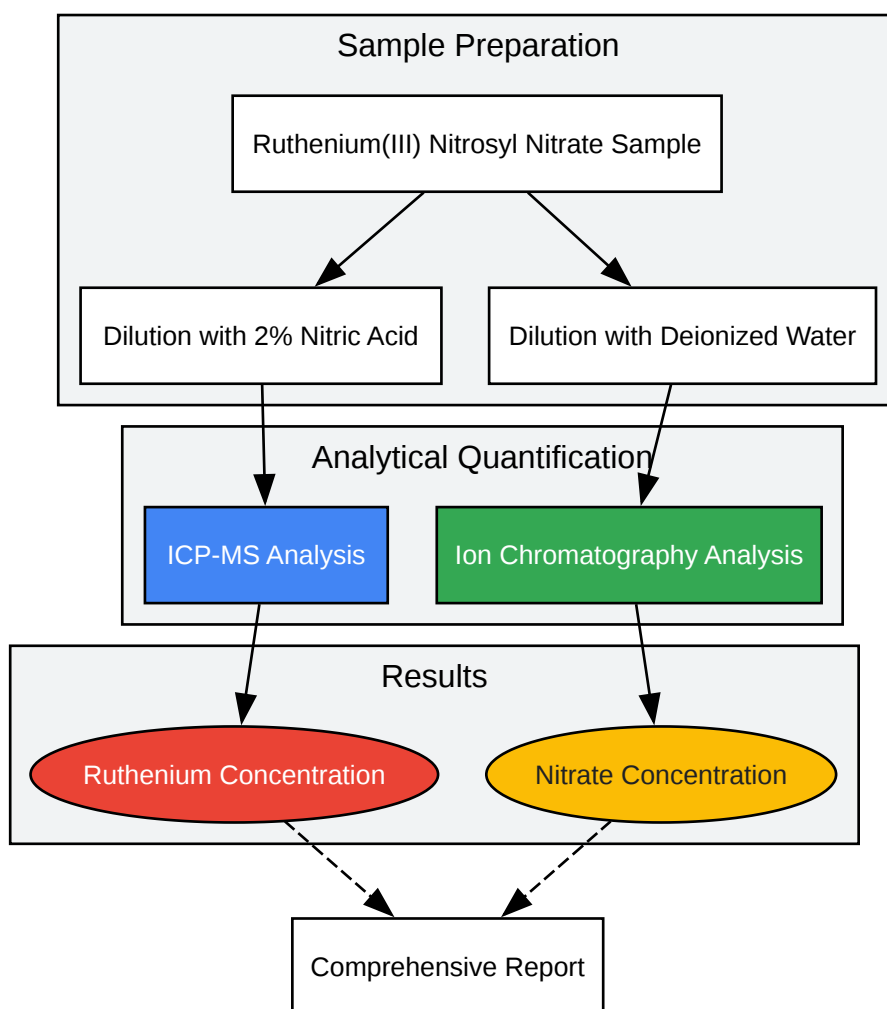 Sample Preparation
Ruthenium(III) Nitrosyl Nitrate Sample
Dilution with 2% Nitric Acid
Dilution with Deionized Water
Analytical Quantification
ICP-MS Analysis
Ion Chromatography Analysis
Results
Ruthenium Concentration
Nitrate Concentration
Comprehensive Report